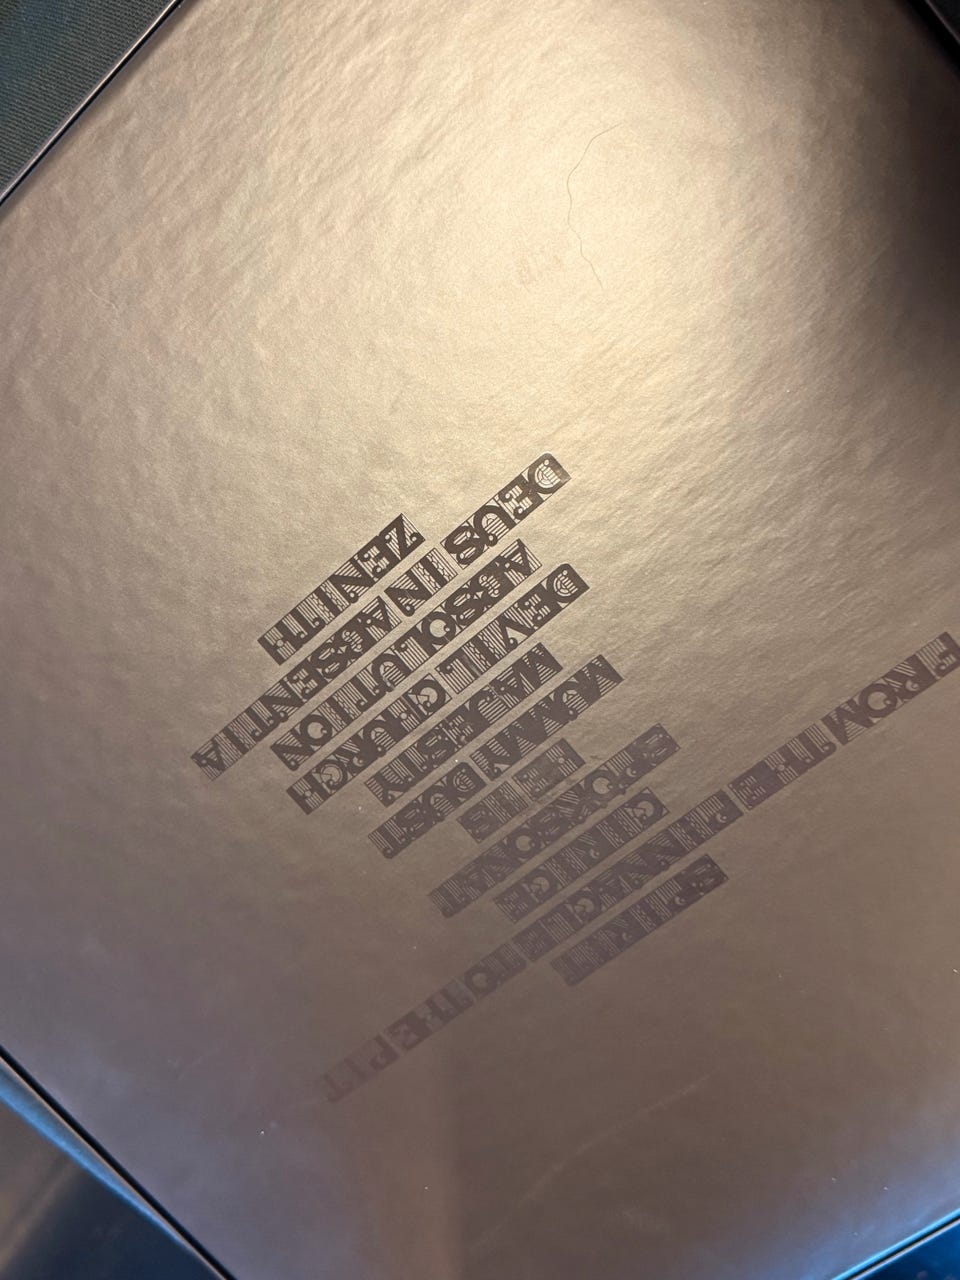 SPIRIT
FROM THE PINNACLE TO THE PIT
CIRICE
SPÖKSONAT
HE IS
MUMMY DUST
MAJESTY
DEVIL CHURCH
ABSOLUTION
DEUS IN ABSENTIA
ZENITH